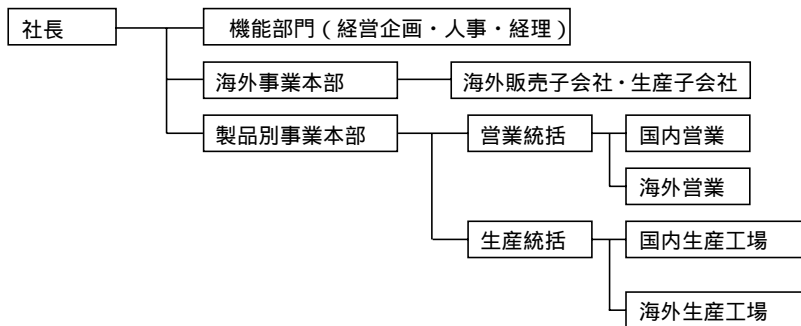 社長
機能部門（経営企画・人事・経理）
海外事業本部
海外販売子会社・生産子会社
製品別事業本部
営業統括
国内営業
海外営業
生産統括
国内生産工場
海外生産工場